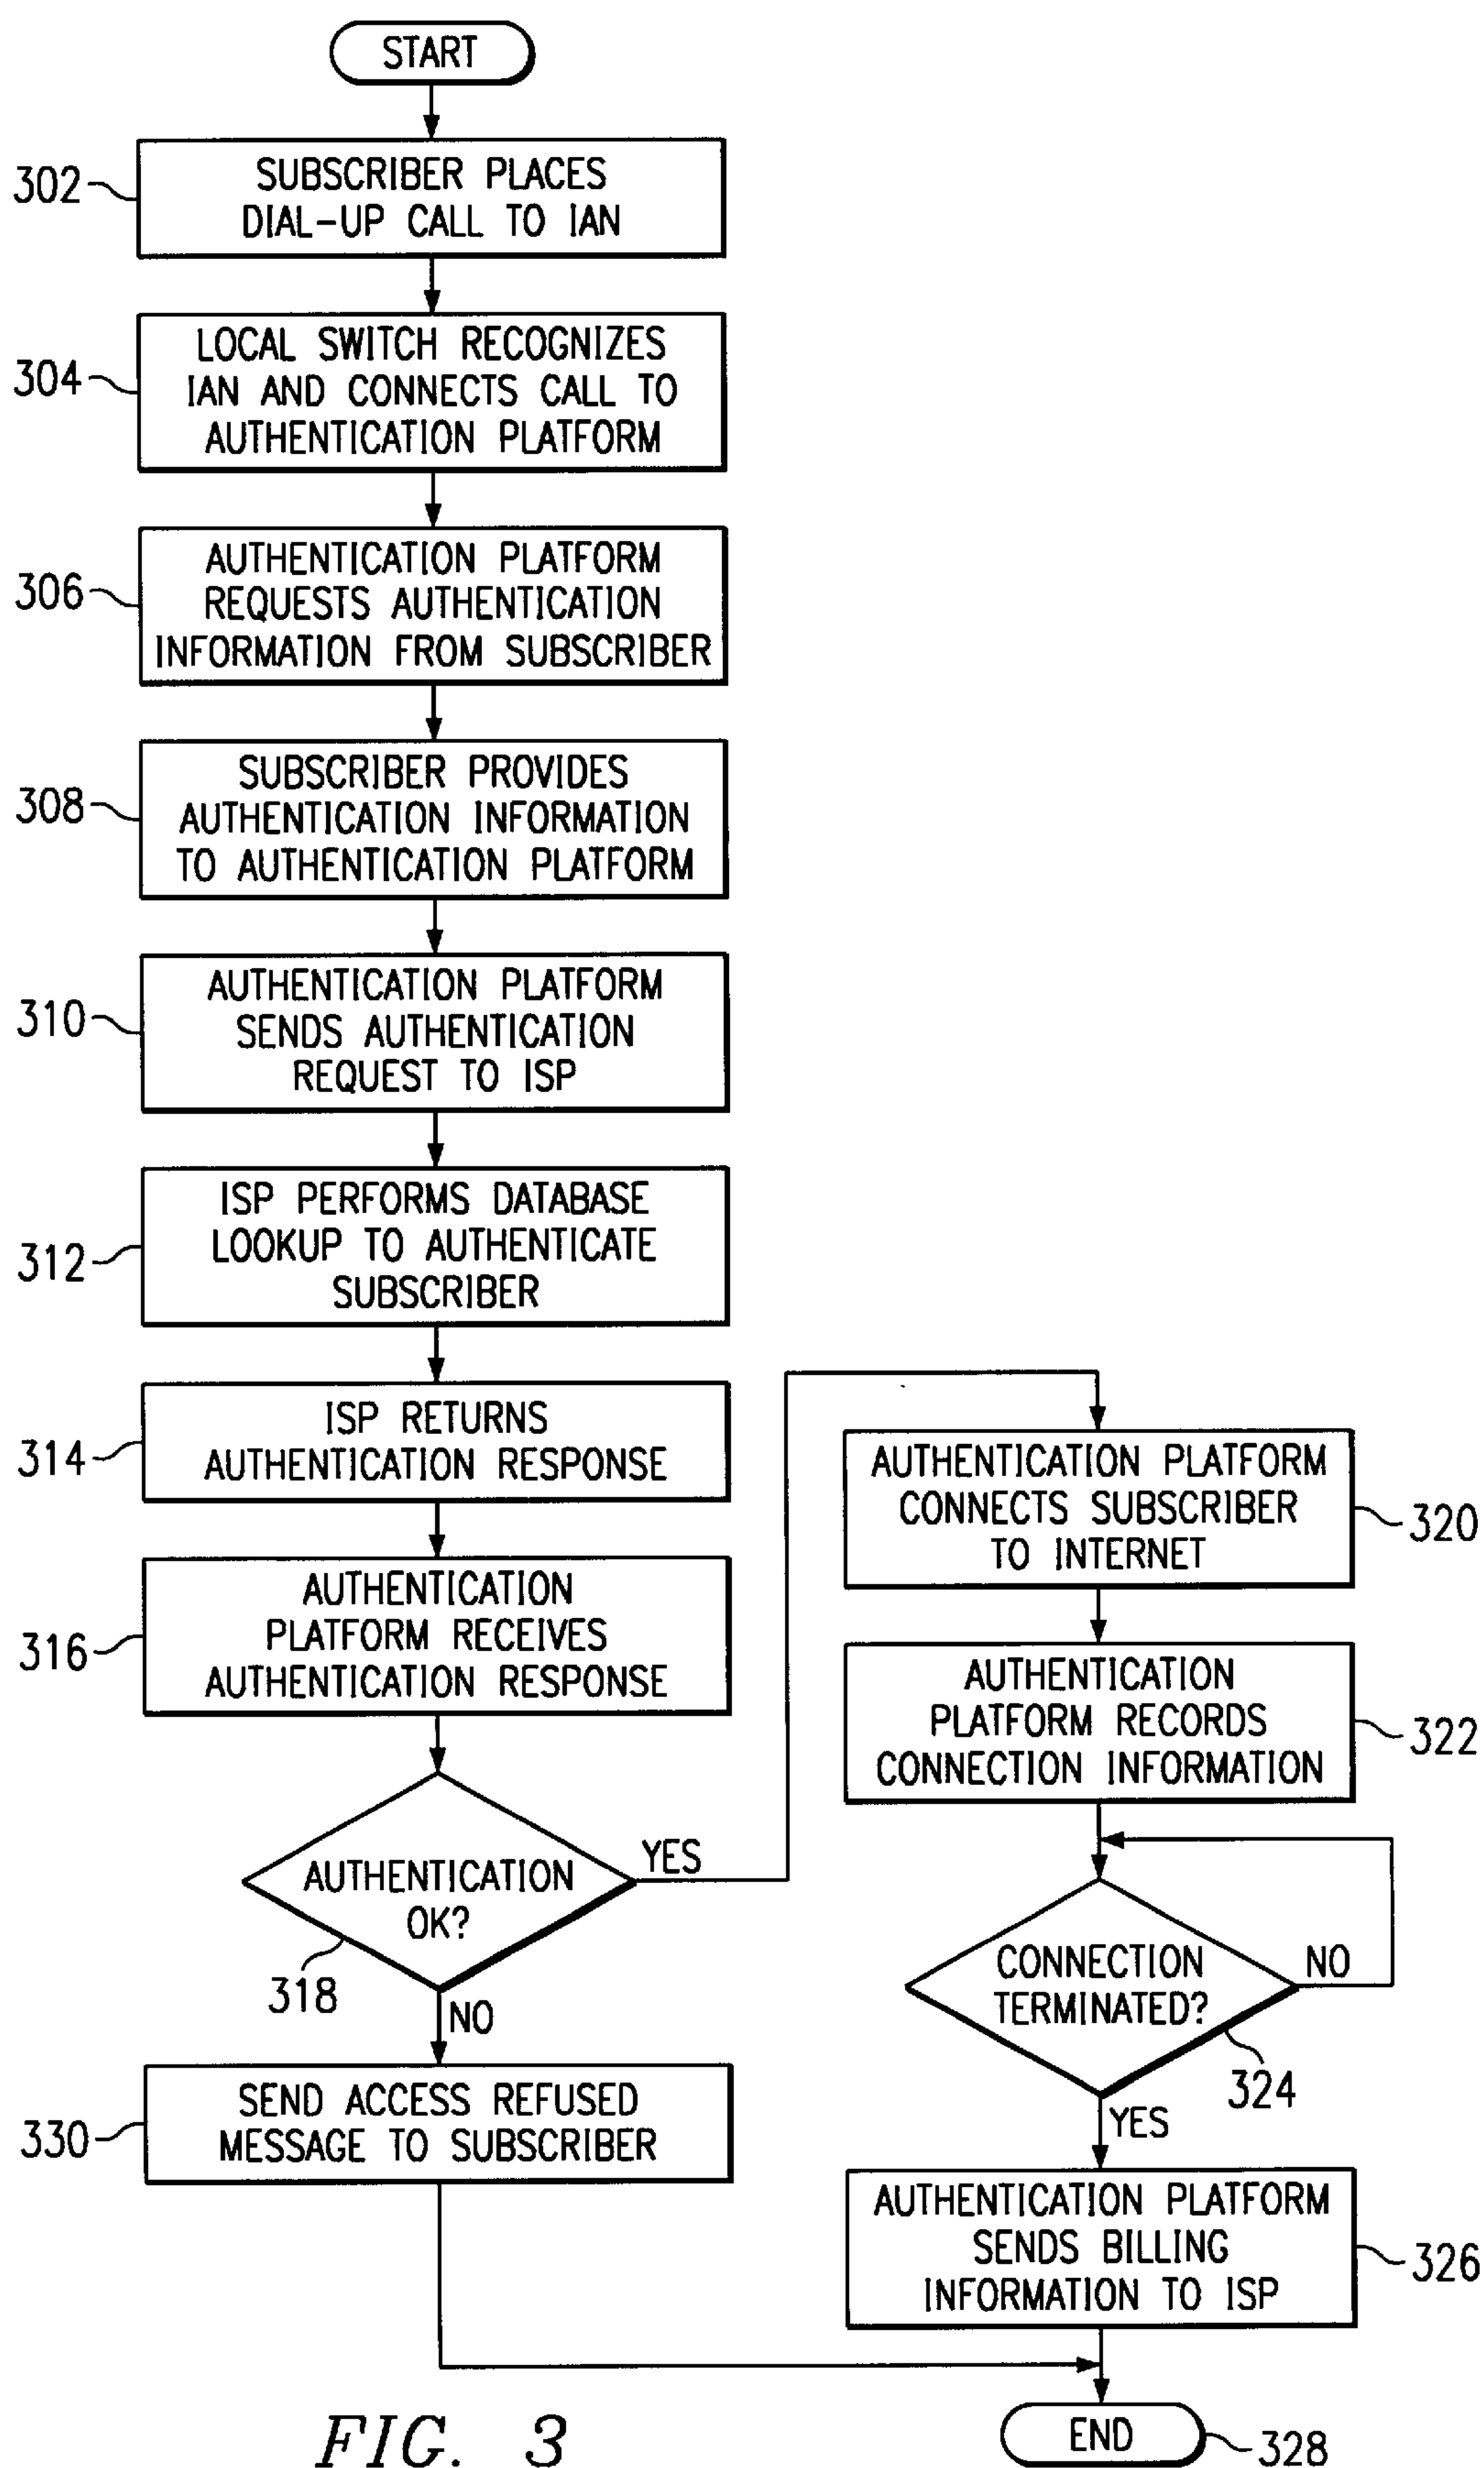 START
302
SUBSCRIBER PLACES
DIAL-UP CALL TO IAN
304
LOCAL SWITCH RECOGNIZES
IAN AND CONNECTS CALL TO
AUTHENTICATION PLATFORM
306
AUTHENTICATION PLATFORM
REQUESTS AUTHENTICATION
INFORMATION FROM SUBSCRIBER
308
SUBSCRIBER PROVIDES
AUTHENTICATION INFORMATION
TO AUTHENTICATION PLATFORM
310
AUTHENTICATION PLATFORM
SENDS AUTHENTICATION
REQUEST TO ISP
312
ISP PERFORMS DATABASE
LOOKUP TO AUTHENTICATE
SUBSCRIBER
314
ISP RETURNS
AUTHENTICATION RESPONSE
316
AUTHENTICATION
PLATFORM RECEIVES
AUTHENTICATION RESPONSE
AUTHENTICATION
OK?
318
YES
NO
330
SEND ACCESS REFUSED
MESSAGE TO SUBSCRIBER
AUTHENTICATION PLATFORM
CONNECTS SUBSCRIBER
TO INTERNET
320
AUTHENTICATION
PLATFORM RECORDS
CONNECTION INFORMATION
322
CONNECTION
TERMINATED?
NO
324
YES
AUTHENTICATION PLATFORM
SENDS BILLING
INFORMATION TO ISP
326
END
328
FIG. 3